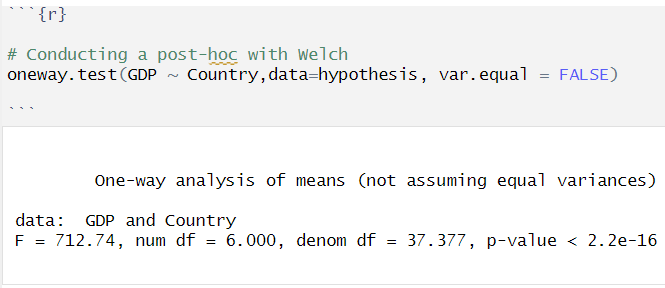 ```{r}
# Conducting a post-hoc with Welch
oneway.test(GDP ~ Country,data=hypothesis, var.equal = FALSE)
```
One-way analysis of means (not assuming equal variances)
data:  GDP and Country
F = 712.74, num df = 6.000, denom df = 37.377, p-value < 2.2e-16